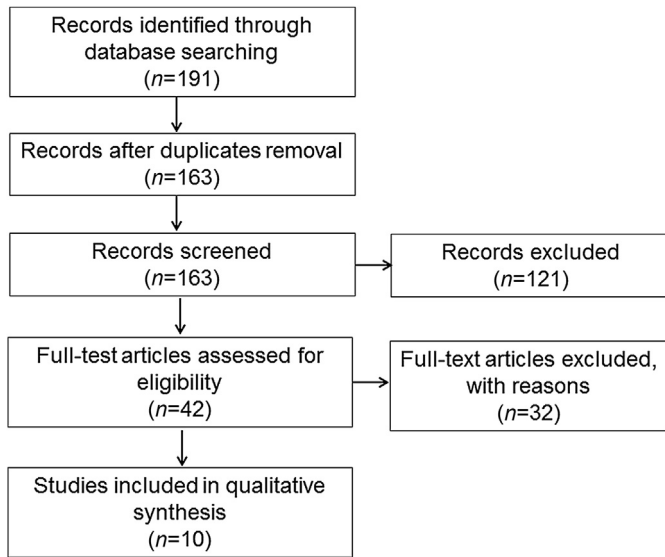 Records identified through
database searching
(n=191)
Records after duplicates removal
(n=163)
Records screened
(n=163)
Records excluded
(n=121)
Full-test articles assessed for
eligibility
(n=42)
Full-text articles excluded,
with reasons
(n=32)
Studies included in qualitative
synthesis
(n=10)